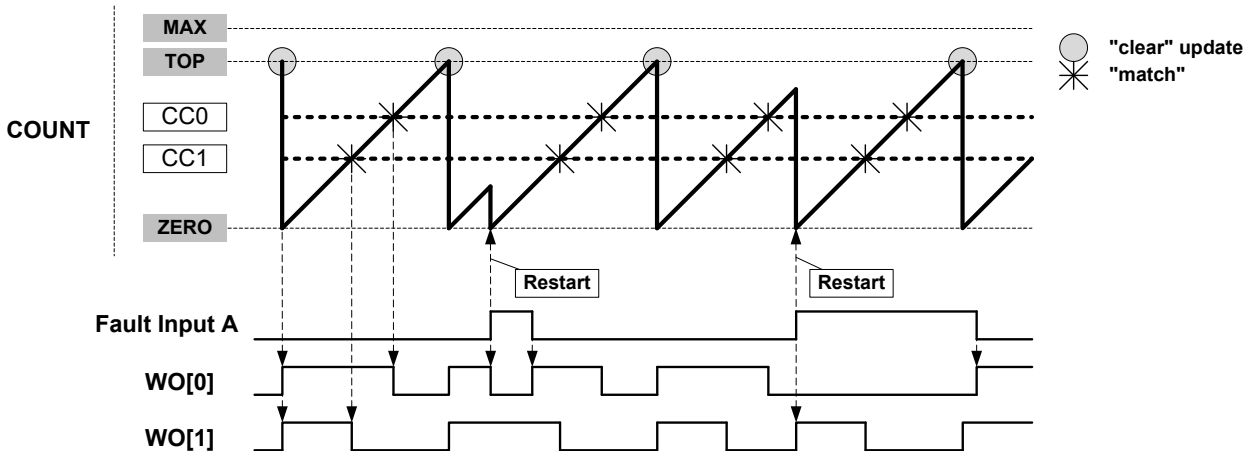 MAX
TOP
CC0
COUNT
CC1
ZERO
"clear" update
"match"
Restart
Restart
Fault Input A
WO[0]
WO[1]